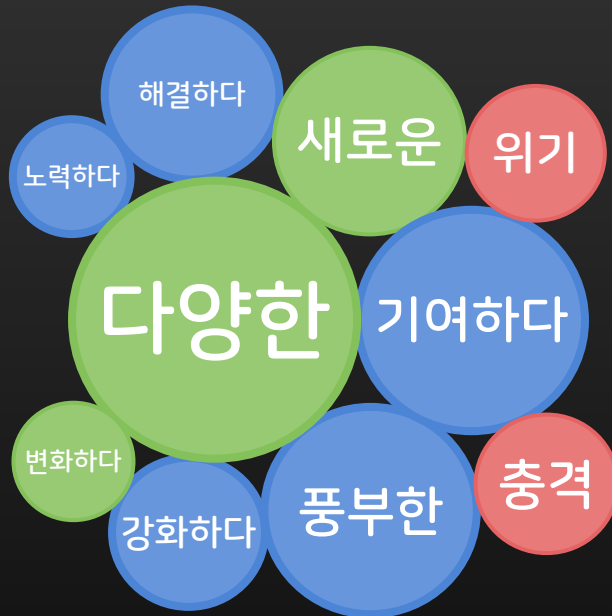 해결하다
새로운
위기
노력하다
다양한
기여하다
변화하다
강화하다
풍부한
충격